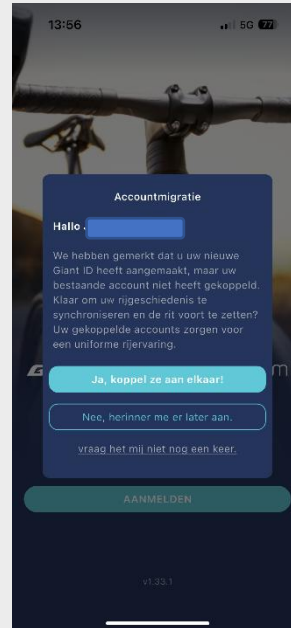 13:56
5G 77
Accountmigratie
Hallo
We hebben gemerkt dat u uw nieuwe
Giant ID heeft aangemaakt, maar uw
bestaande account niet heeft gekoppeld.
Klaar om uw rijgeschiedenis te
synchroniseren en de rit voort te zetten?
Uw gekoppelde accounts zorgen voor
een uniforme rijervaring.
Ja, koppel ze aan elkaar!
Nee, herinner me er later aan.
vraag het mij niet nog een keer.
AANMELDEN
v1.33.1